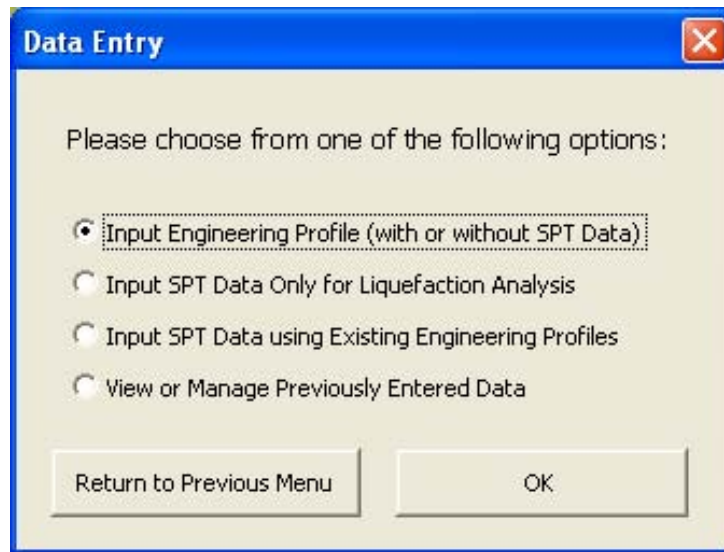 Data Entry
Please choose from one of the following options:
Input Engineering Profile (with or without SPT Data)
Input SPT Data Only for Liquefaction Analysis
Input SPT Data using Existing Engineering Profiles
View or Manage Previously Entered Data
Return to Previous Menu
OK